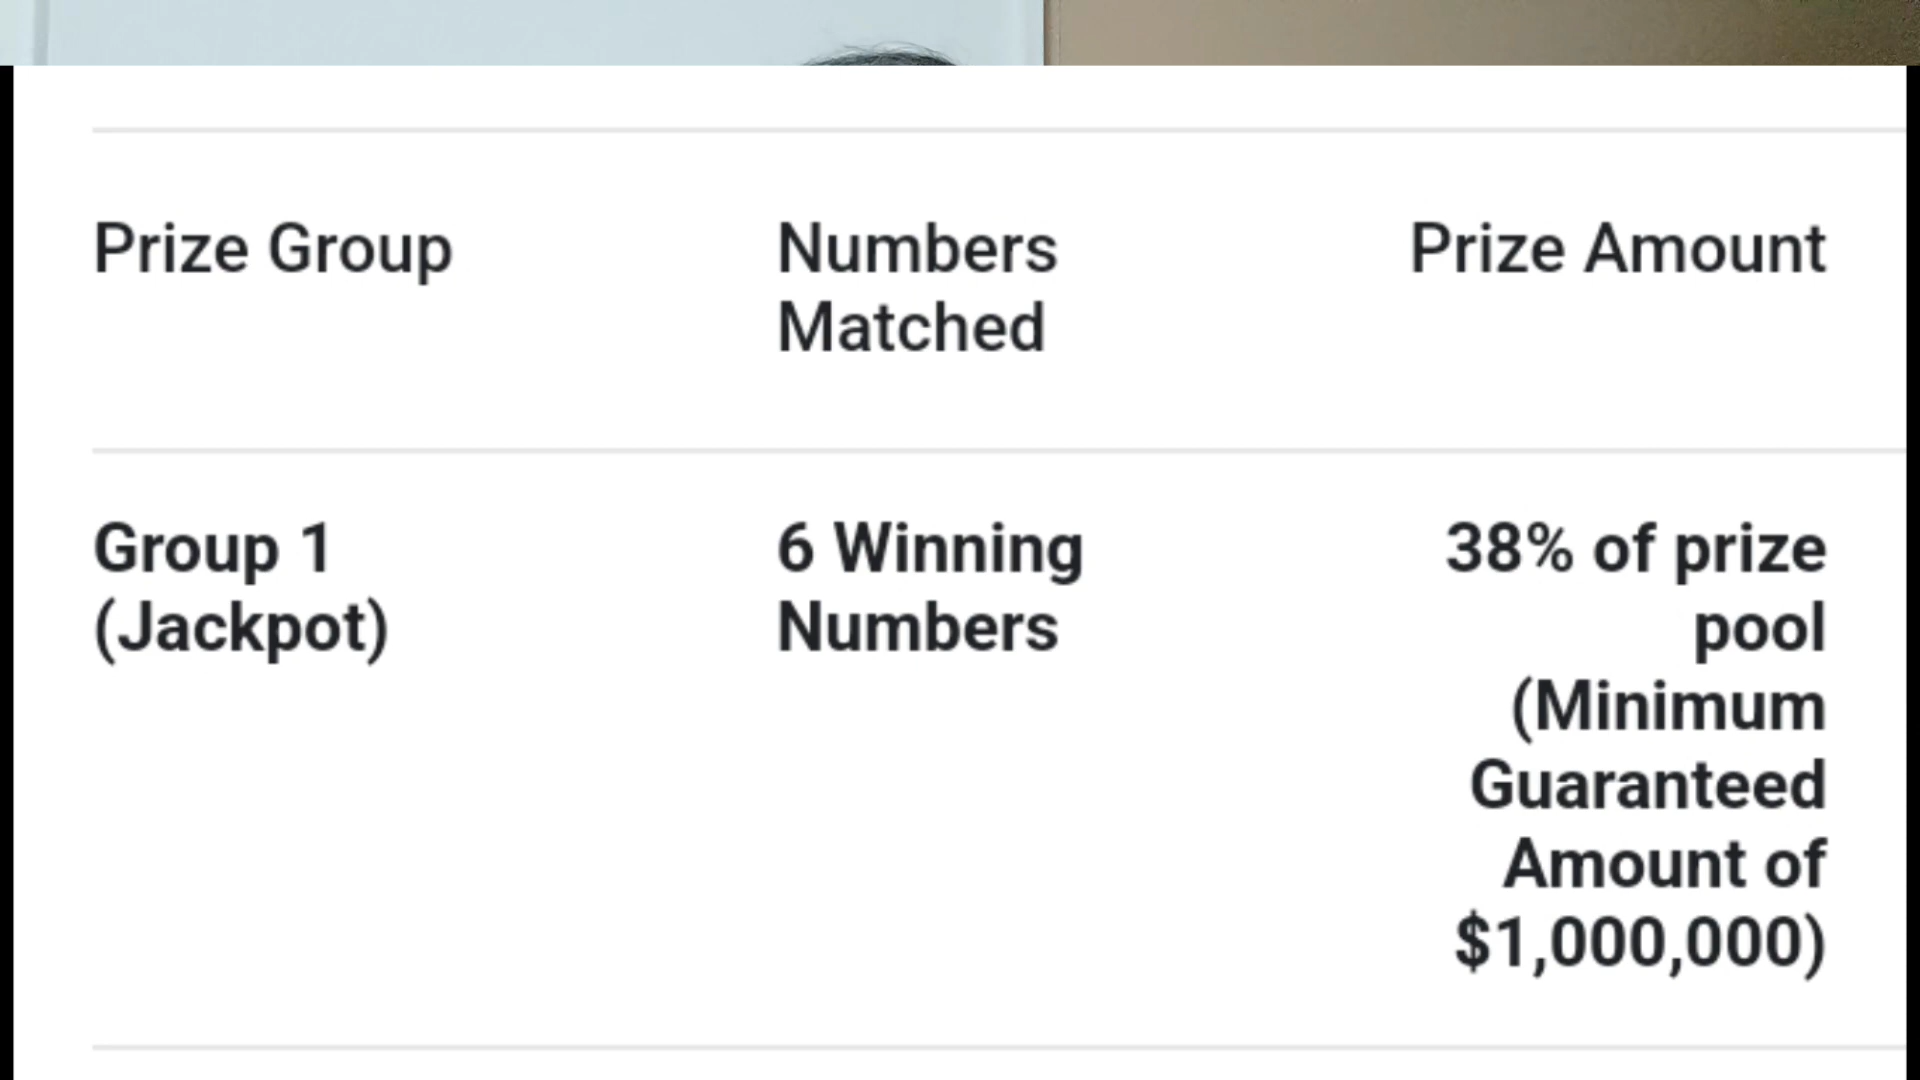 Prize Group
Numbers
Matched
Prize Amount
Group 1
(Jackpot)
6 Winning
Numbers
38% of prize
pool
(Minimum
Guaranteed
Amount of
$1,000,000)